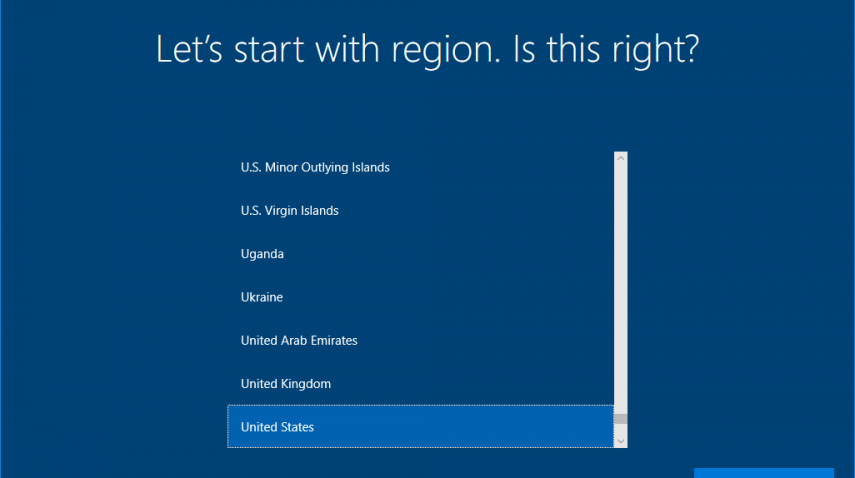 Let's start with region. Is this right?
U.S. Minor Outlying Islands
U.S. Virgin Islands
Uganda
Ukraine
United Arab Emirates
United Kingdom
United States